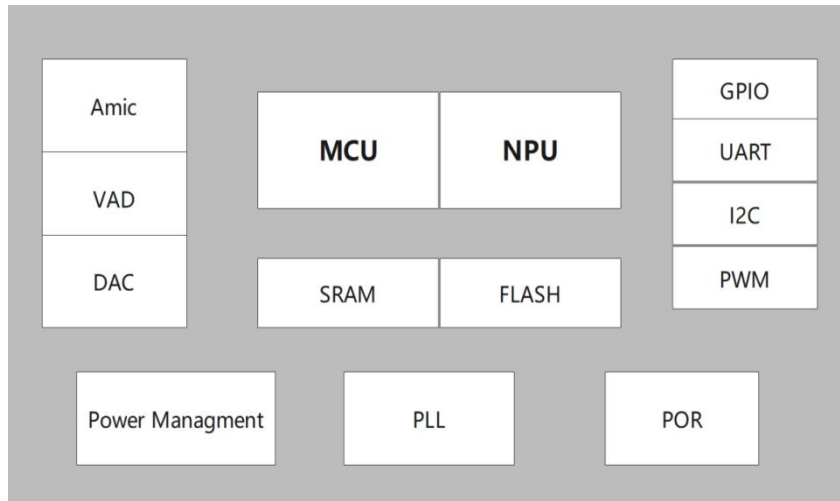 Amic
VAD
DAC
MCU
NPU
SRAM
FLASH
GPIO
UART
I2C
PWM
Power Managment
PLL
POR